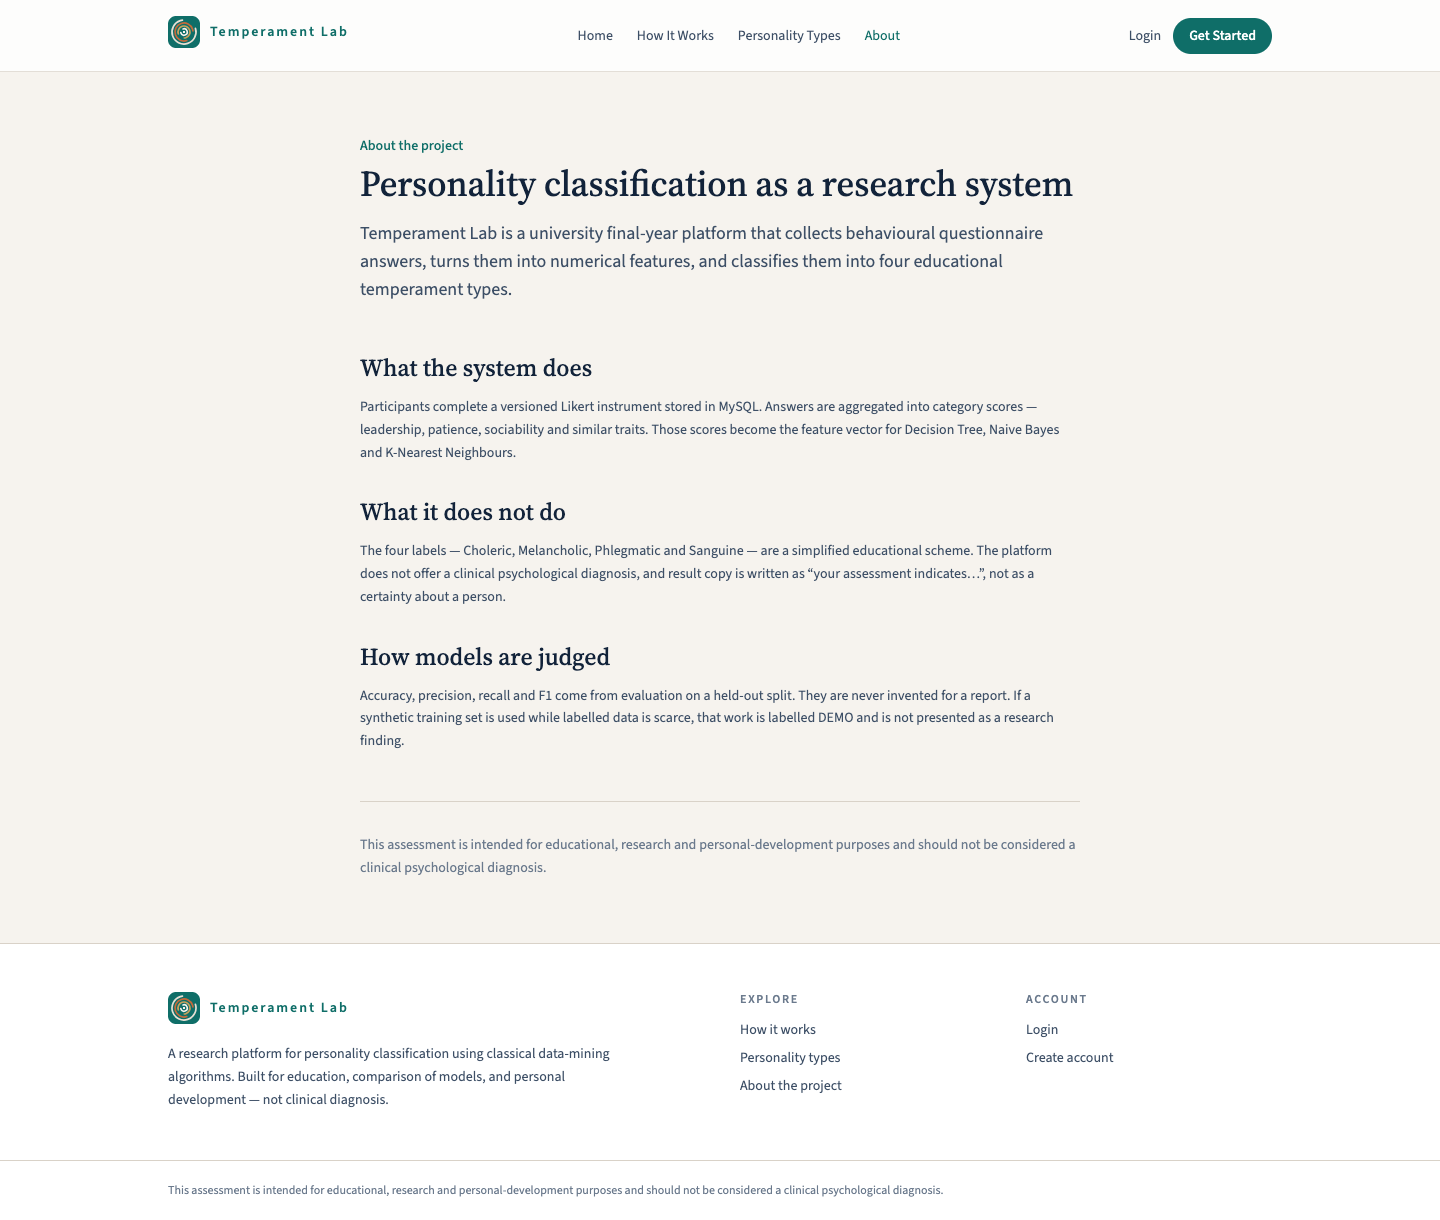 Temperament Lab
Home How It Works Personality Types About
Login Get Started
About the project
Personality classification as a research system
Temperament Lab is a university final-year platform that collects behavioural questionnaire
answers, turns them into numerical features, and classifies them into four educational
temperament types.
What the system does
Participants complete a versioned Likert instrument stored in MySQL. Answers are aggregated into category scores —
leadership, patience, sociability and similar traits. Those scores become the feature vector for Decision Tree, Naive Bayes
and K-Nearest Neighbours.
What it does not do
The four labels — Choleric, Melancholic, Phlegmatic and Sanguine — are a simplified educational scheme. The platform
does not offer a clinical psychological diagnosis, and result copy is written as “your assessment indicates…”, not as a
certainty about a person.
How models are judged
Accuracy, precision, recall and F1 come from evaluation on a held-out split. They are never invented for a report. If a
synthetic training set is used while labelled data is scarce, that work is labelled DEMO and is not presented as a research
finding.
This assessment is intended for educational, research and personal-development purposes and should not be considered a
clinical psychological diagnosis.
Temperament Lab
A research platform for personality classification using classical data-mining
algorithms. Built for education, comparison of models, and personal
development — not clinical diagnosis.
EXPLORE
How it works
Personality types
About the project
ACCOUNT
Login
Create account
This assessment is intended for educational, research and personal-development purposes and should not be considered a clinical psychological diagnosis.